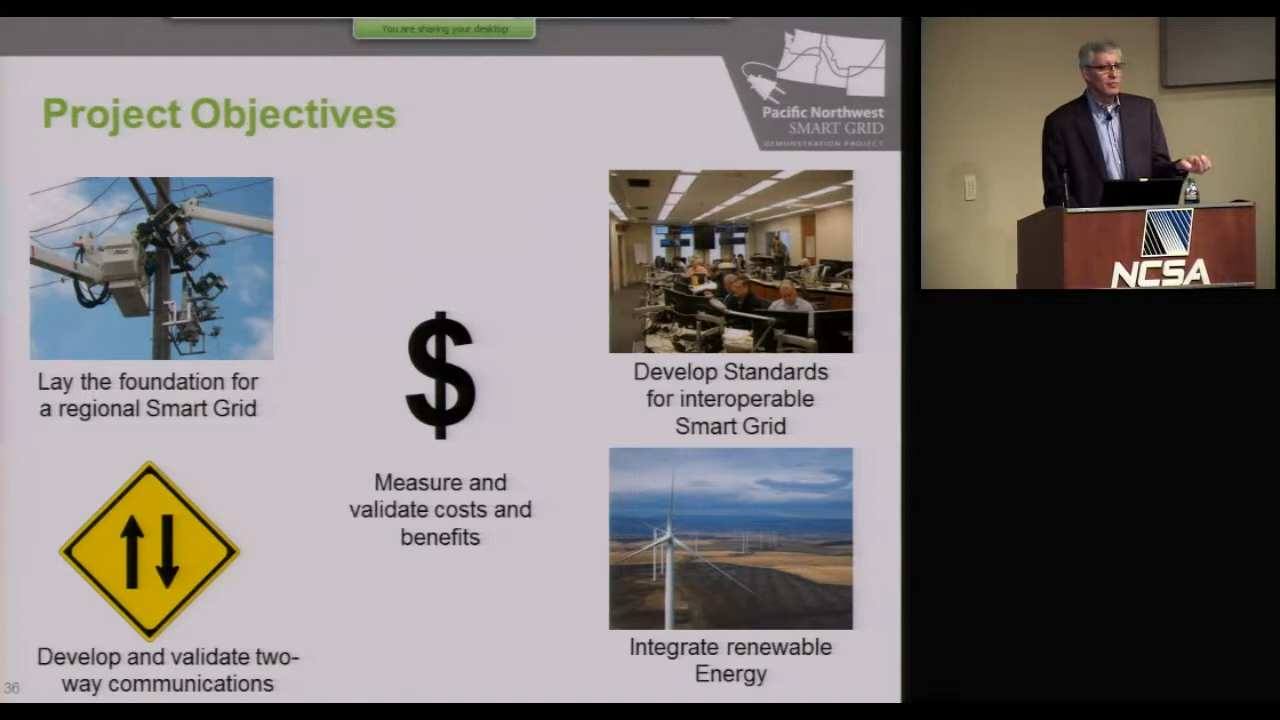 You are sharing your desktop
Pacific Northwest
SMART GRID
DEMONSTRATION PROJECT
Project Objectives
Lay the foundation for
a regional Smart Grid
Develop Standards
for interoperable
Smart Grid
Measure and
validate costs and
benefits
Develop and validate two-
way communications
Integrate renewable
Energy
36
NCSA